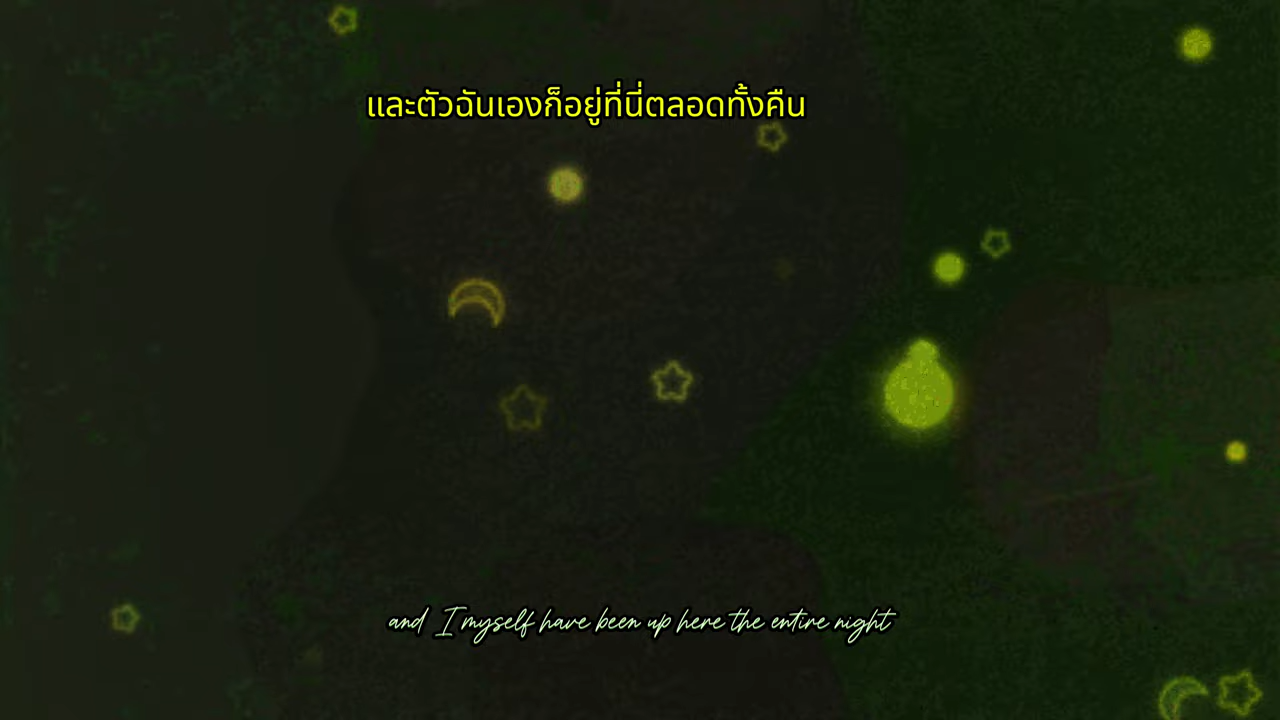 และตัวฉันเองก็อยู่ที่นี่ตลอดทั้งคืน
and I myself have been up here the entire night